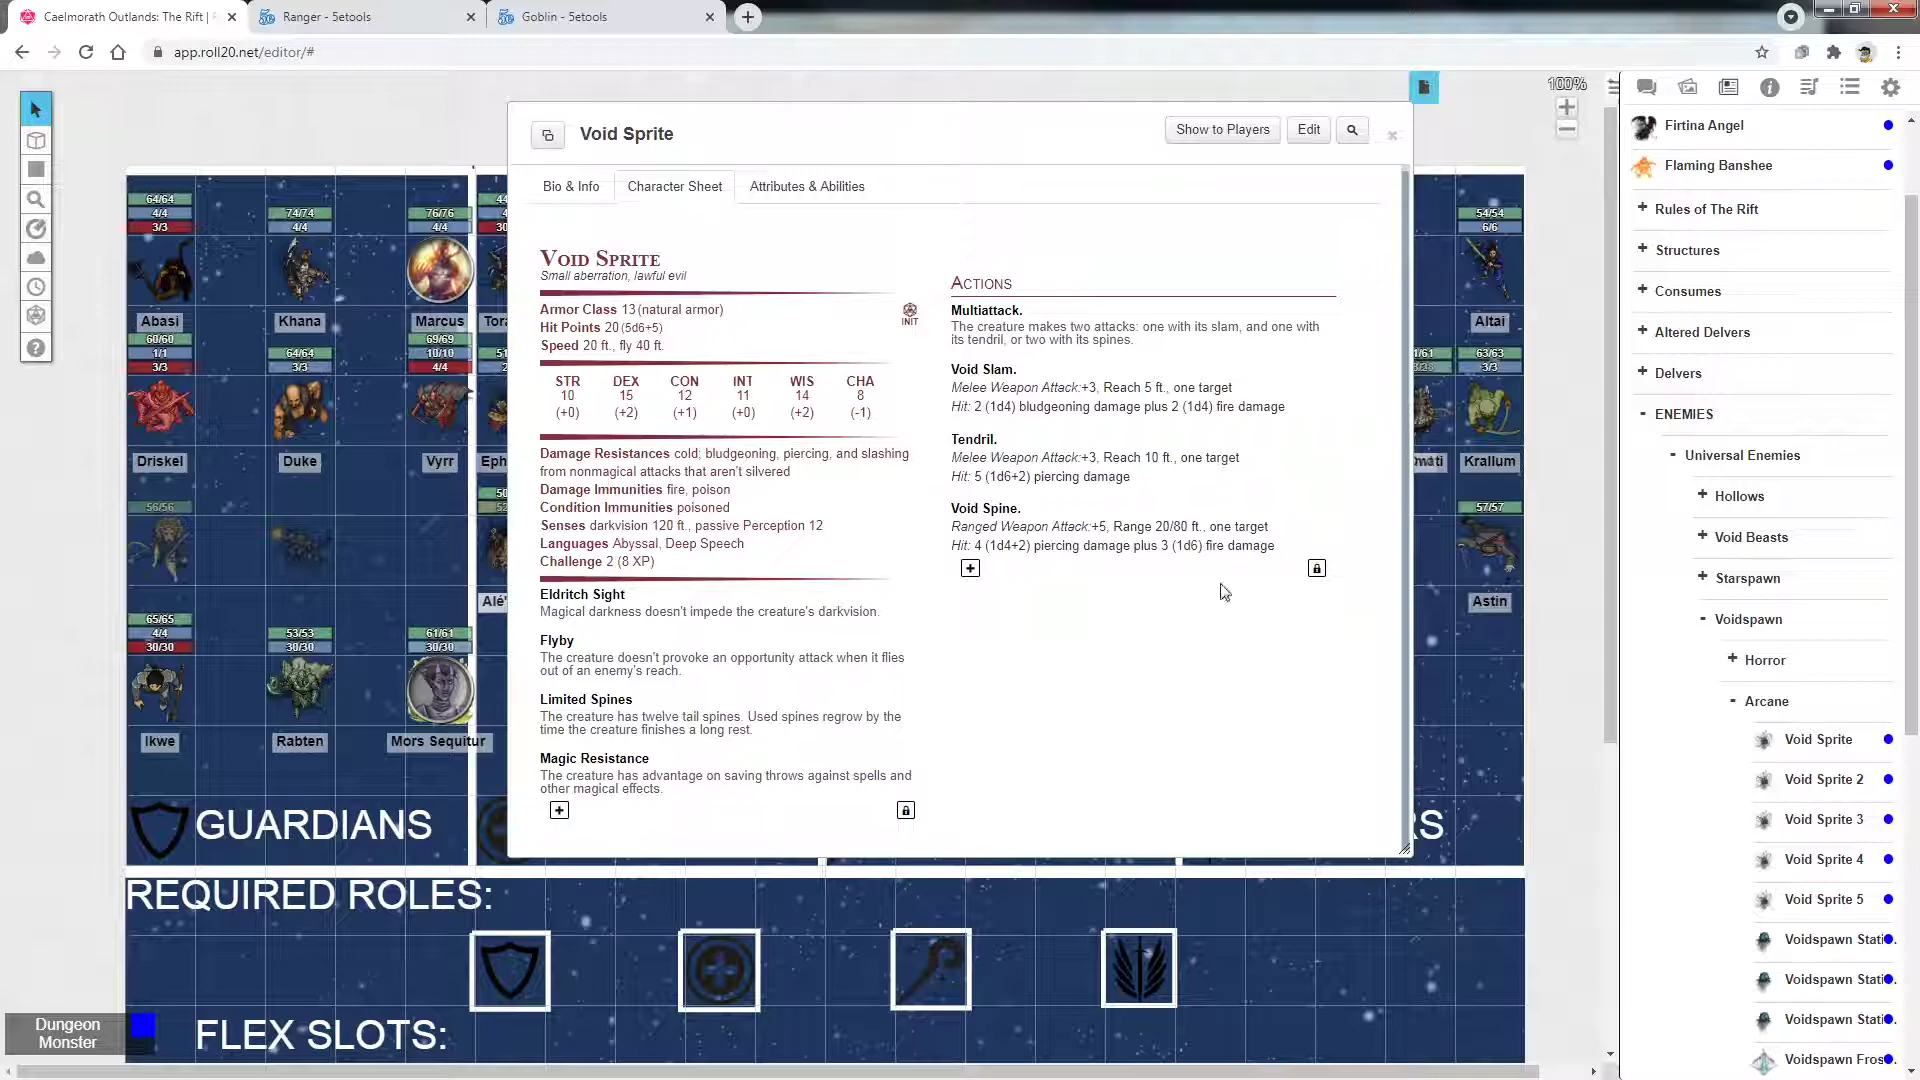 Caelmorath Outlands: The Rift |
Ranger - 5etools
Goblin - 5etools
app.roll20.net/editor/#
100%
64/64
4/4
3/3
Abasi
74/74
4/4
Khana
76/76
4/4
Marcus
60/60
1/1
3/3
Driskel
64/64
3/3
Duke
69/69
10/10
4/4
Vyrr
56/56
65/65
4/4
30/30
Ikwe
53/53
30/30
Rabten
61/61
30/30
Mors Sequitur
54/54
6/6
Altai
63/63
3/3
Krallum
57/57
Astin
GUARDIANS
REQUIRED ROLES:
FLEX SLOTS:
Dungeon
Monster
Void Sprite
Show to Players
Edit
Bio & Info
Character Sheet
Attributes & Abilities
Void Sprite
Small aberration, lawful evil
Armor Class 13 (natural armor)
Hit Points 20 (5d6+5)
Speed 20 ft., fly 40 ft.
INIT
STR DEX CON INT WIS CHA
10 15 12 11 14 8
(+0) (+2) (+1) (+0) (+2) (-1)
Damage Resistances cold; bludgeoning, piercing, and slashing
from nonmagical attacks that aren't silvered
Damage Immunities fire, poison
Condition Immunities poisoned
Senses darkvision 120 ft., passive Perception 12
Languages Abyssal, Deep Speech
Challenge 2 (8 XP)
Eldritch Sight
Magical darkness doesn't impede the creature's darkvision.
Flyby
The creature doesn't provoke an opportunity attack when it flies
out of an enemy's reach.
Limited Spines
The creature has twelve tail spines. Used spines regrow by the
time the creature finishes a long rest.
Magic Resistance
The creature has advantage on saving throws against spells and
other magical effects.
Actions
Multiattack.
The creature makes two attacks: one with its slam, and one with
its tendril, or two with its spines.
Void Slam.
Melee Weapon Attack:+3, Reach 5 ft., one target
Hit: 2 (1d4) bludgeoning damage plus 2 (1d4) fire damage
Tendril.
Melee Weapon Attack:+3, Reach 10 ft., one target
Hit: 5 (1d6+2) piercing damage
Void Spine.
Ranged Weapon Attack:+5, Range 20/80 ft., one target
Hit: 4 (1d4+2) piercing damage plus 3 (1d6) fire damage
Firtina Angel
Flaming Banshee
Rules of The Rift
Structures
Consumes
Altered Delvers
Delvers
ENEMIES
Universal Enemies
Hollows
Void Beasts
Starspawn
Voidspawn
Horror
Arcane
Void Sprite
Void Sprite 2
Void Sprite 3
Void Sprite 4
Void Sprite 5
Voidspawn Stati
Voidspawn Stati
Voidspawn Stati
Voidspawn Fros